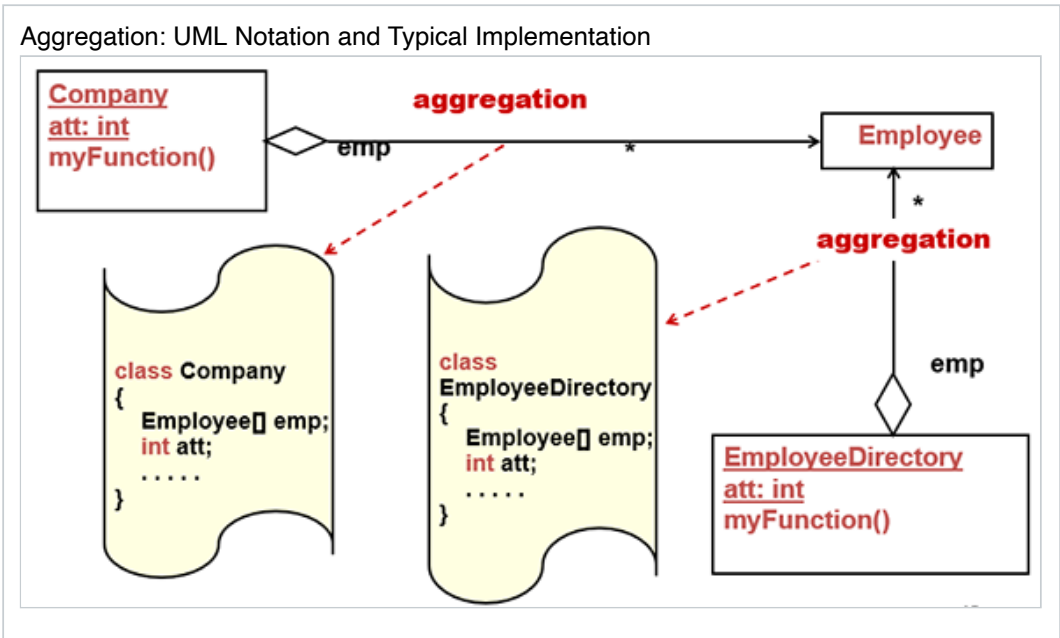 Aggregation: UML Notation and Typical Implementation
Company
att: int
myFunction()
aggregation
emp
*
Employee
*
aggregation
class Company
{
Employee[] emp;
int att;
. . . . .
}
class
EmployeeDirectory
{
Employee[] emp;
int att;
. . . . .
}
emp
EmployeeDirectory
att: int
myFunction()